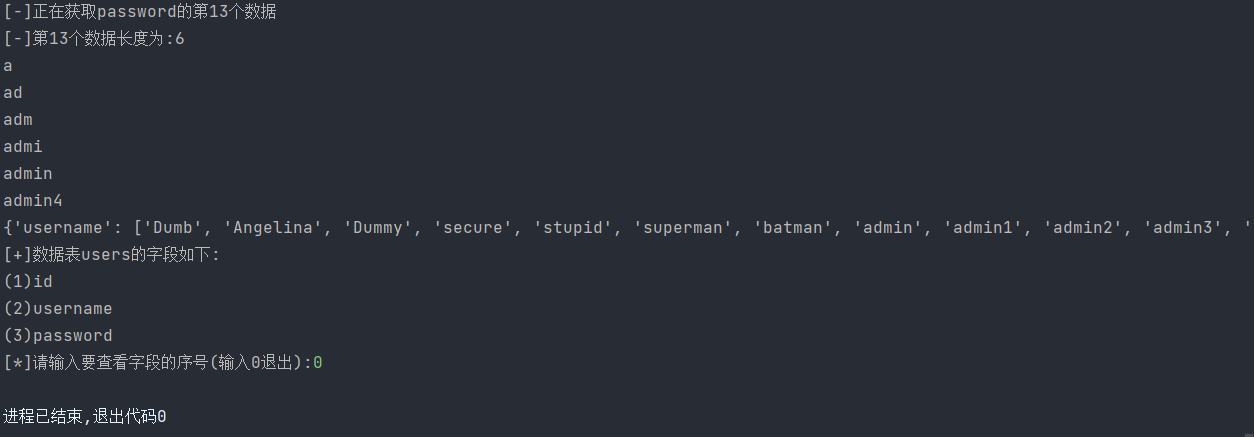 [-]正在获取password的第13个数据
[-]第13个数据长度为:6
a
ad
adm
admi
admin
admin4
{'username': ['Dumb', 'Angelina', 'Dummy', 'secure', 'stupid', 'superman', 'batman', 'admin', 'admin1', 'admin2', 'admin3', '
[+]数据表users的字段如下:
(1)id
(2)username
(3)password
[*]请输入要查看字段的序号(输入0退出):0
进程已结束,退出代码0